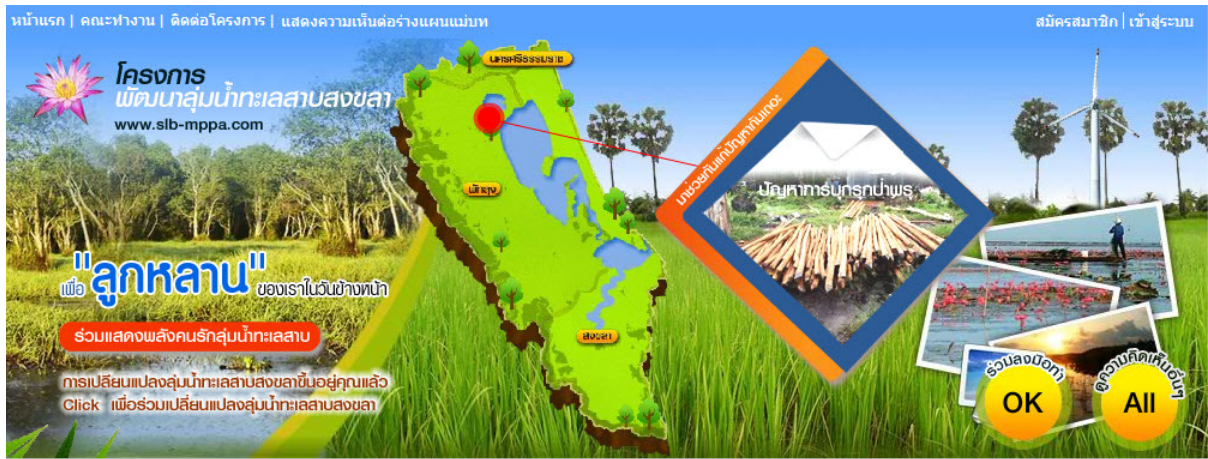 หน้าแรก | คณะทำงาน | ติดต่อโครงการ | แสดงความเห็นต่อร่างแผนแม่บท
สมัครสมาชิก | เข้าสู่ระบบ
โครงการ
พัฒนาลุ่มน้ำทะเลสาบสงขลา
www.slb-mppa.com
นครศรีธรรมราช
พัทลุง
สงขลา
มาช่วยกันแก้ปัญหากันเถอะ
ปัญหาการบุกรุกป่าพรุ
เพื่อ "ลูกหลาน" ของเราในวันข้างหน้า
ร่วมแสดงพลังคนรักลุ่มน้ำทะเลสาบ
การเปลี่ยนแปลงลุ่มน้ำทะเลสาบสงขลาขึ้นอยู่คุณแล้ว
Click เพื่อร่วมเปลี่ยนแปลงลุ่มน้ำทะเลสาบสงขลา
ร่วมลงมือทำ
OK
ดูความคิดเห็นอื่นๆ
All